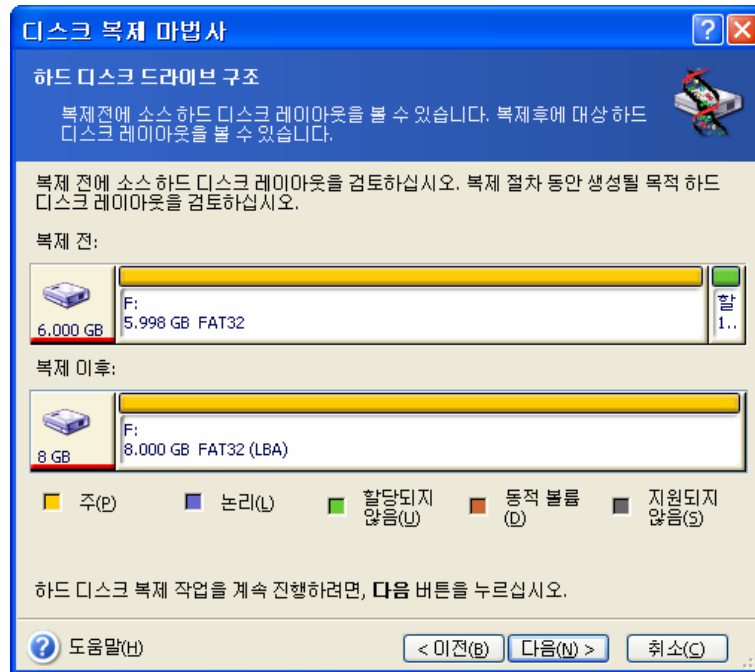 디스크 복제 마법사
하드 디스크 드라이브 구조
복제전에 소스 하드 디스크 레이아웃을 볼 수 있습니다. 복제후에 대상 하드
디스크 레이아웃을 볼 수 있습니다.
복제 전에 소스 하드 디스크 레이아웃을 검토하십시오. 복제 절차 동안 생성될 목적 하드
디스크 레이아웃을 검토하십시오.
복제 전:
6.000 GB
F:
5.998 GB FAT32
할
1..
복제 이후:
8 GB
F:
8.000 GB FAT32 (LBA)
주(P)
논리(L)
할당되지
않음(U)
동적 볼륨
(D)
지원되지
않음(S)
하드 디스크 복제 작업을 계속 진행하려면, 다음 버튼을 누르십시오.
도움말(H)
< 이전(B)
다음(N) >
취소(C)